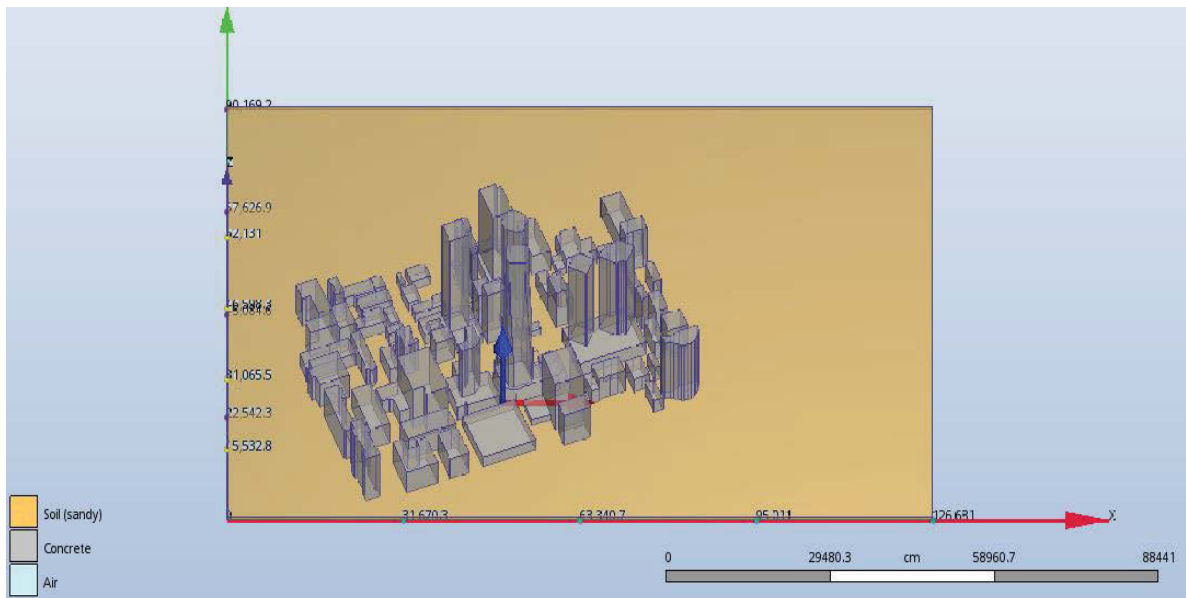 90,169.2
Z
67,626.9
62,131
31,065.5
22,542.3
15,532.8
0
31,670.3
63,340.7
95,011
126,681
X
Soil (sandy)
Concrete
Air
0 29480.3 cm 58960.7 88441